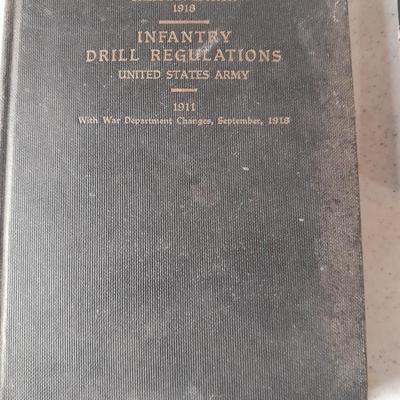 1918
INFANTRY
DRILL REGULATIONS
UNITED STATES ARMY
1911
With War Department Changes, September, 1918